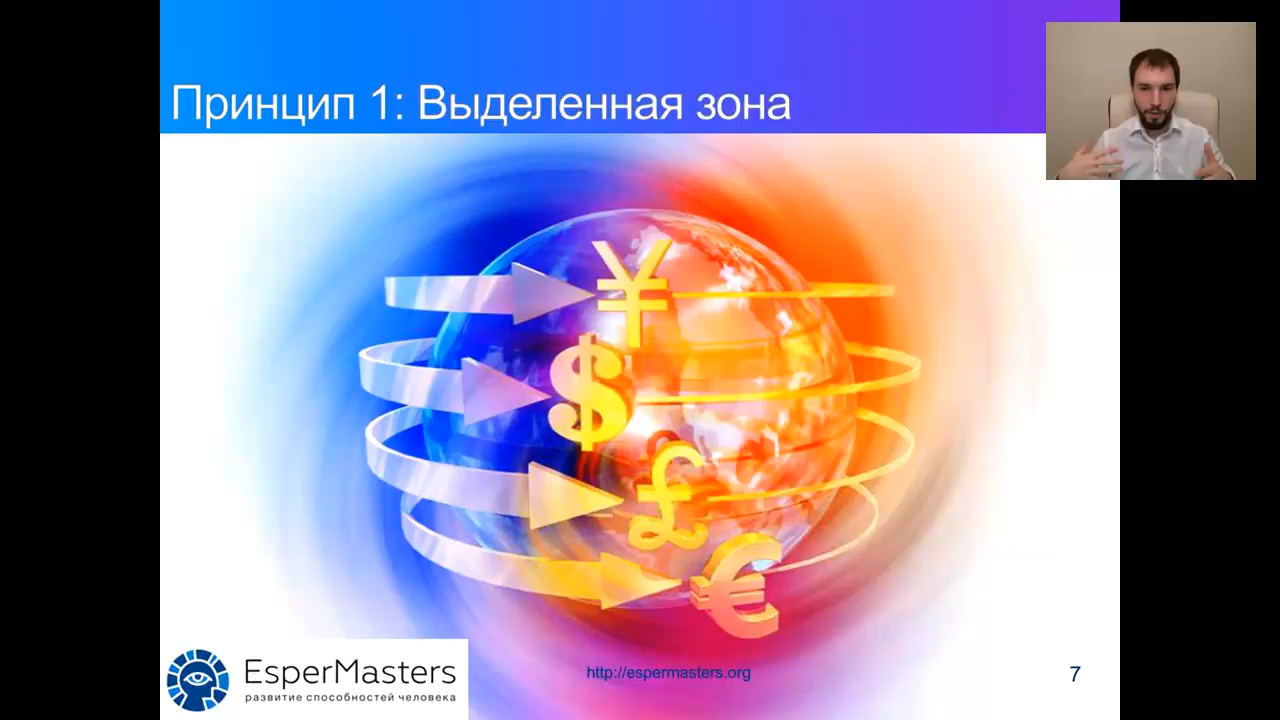 Принцип 1: Выделенная зона
¥
$
£
€
EsperMasters
развитие способностей человека
http://espermasters.org
7